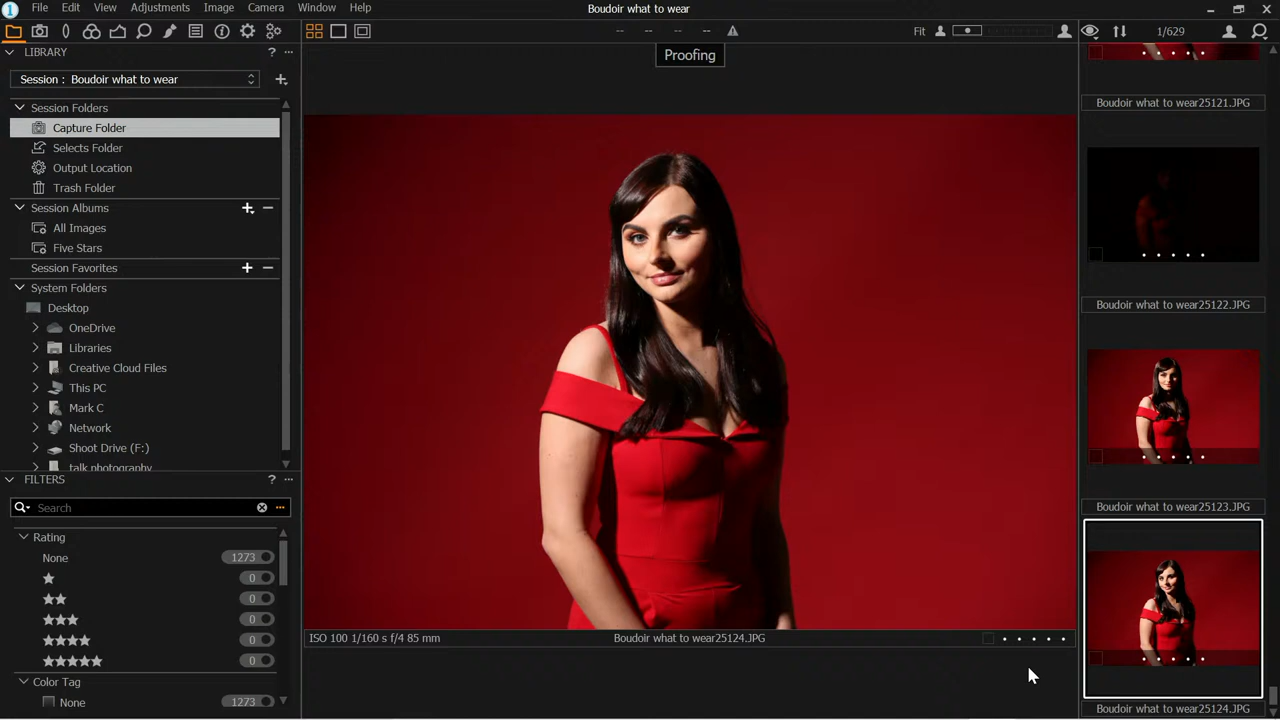 File Edit View Adjustments Image Camera Window Help
Boudoir what to wear
LIBRARY ?
Session : Boudoir what to wear
Session Folders
Capture Folder
Selects Folder
Output Location
Trash Folder
Session Albums
All Images
Five Stars
Session Favorites
System Folders
Desktop
OneDrive
Libraries
Creative Cloud Files
This PC
Mark C
Network
Shoot Drive (F:)
talk photography
FILTERS ?
Search
Rating
None 1273
0
0
0
0
0
Color Tag
None 1273
-- -- -- --
Fit
Proofing
ISO 100 1/160 s f/4 85 mm
Boudoir what to wear25124.JPG
1/629
Boudoir what to wear25121.JPG
Boudoir what to wear25122.JPG
Boudoir what to wear25123.JPG
Boudoir what to wear25124.JPG